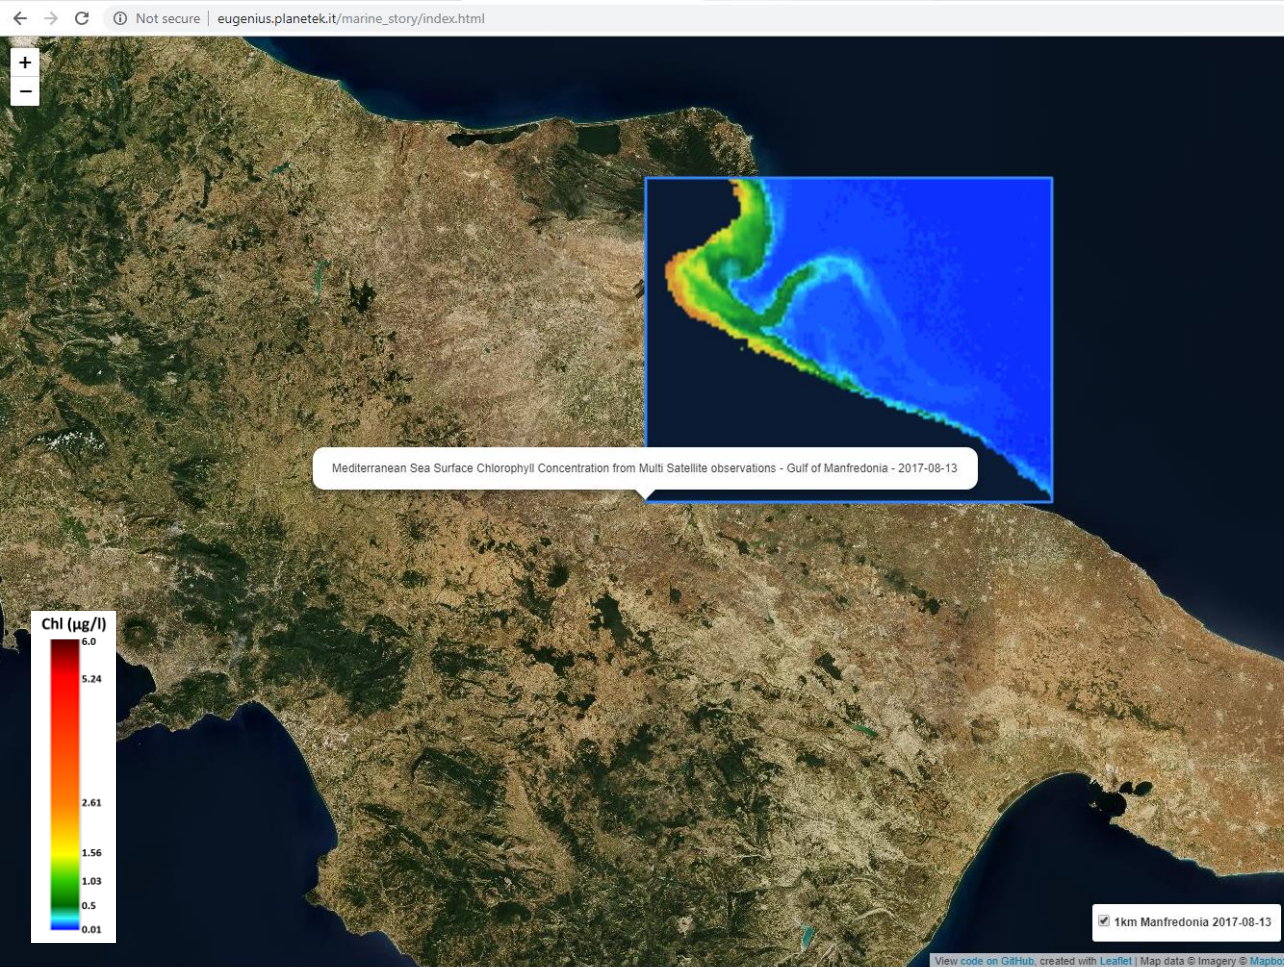 Not secure | eugenius.planetek.it/marine_story/index.html
+
−
Mediterranean Sea Surface Chlorophyll Concentration from Multi Satellite observations - Gulf of Manfredonia - 2017-08-13
Chl (μg/l)
6.0
5.24
2.61
1.56
1.03
0.5
0.01
1km Manfredonia 2017-08-13
View code on GitHub, created with Leaflet | Map data © Imagery © Mapbo